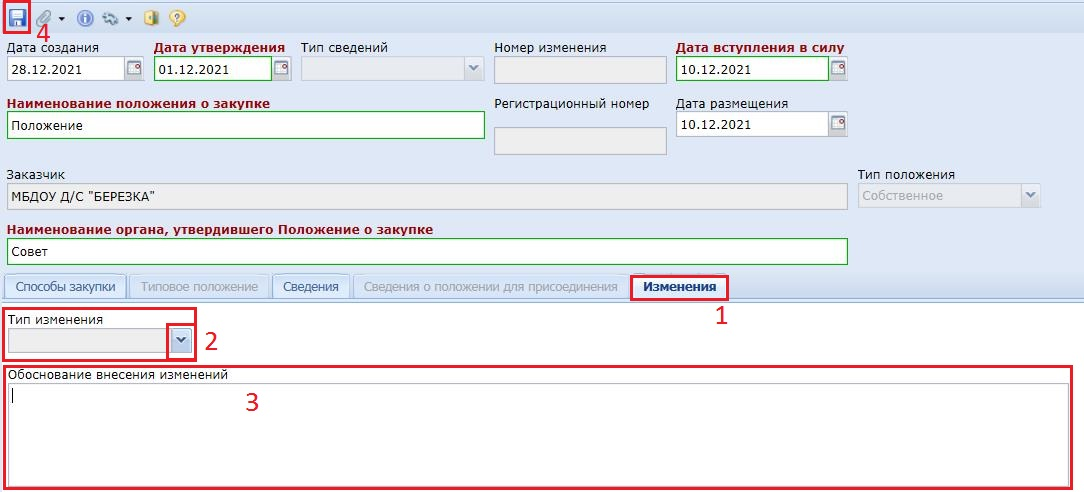 4
Дата создания Дата утверждения Тип сведений Номер изменения Дата вступления в силу
28.12.2021 01.12.2021 10.12.2021
Наименование положения о закупке Регистрационный номер Дата размещения
Положение 10.12.2021
Заказчик Тип положения
МБДОУ Д/С "БЕРЕЗКА" Собственное
Наименование органа, утвердившего Положение о закупке
Совет
Способы закупки Типовое положение Сведения Сведения о положении для присоединения Изменения
1
Тип изменения
2
Обоснование внесения изменений
3